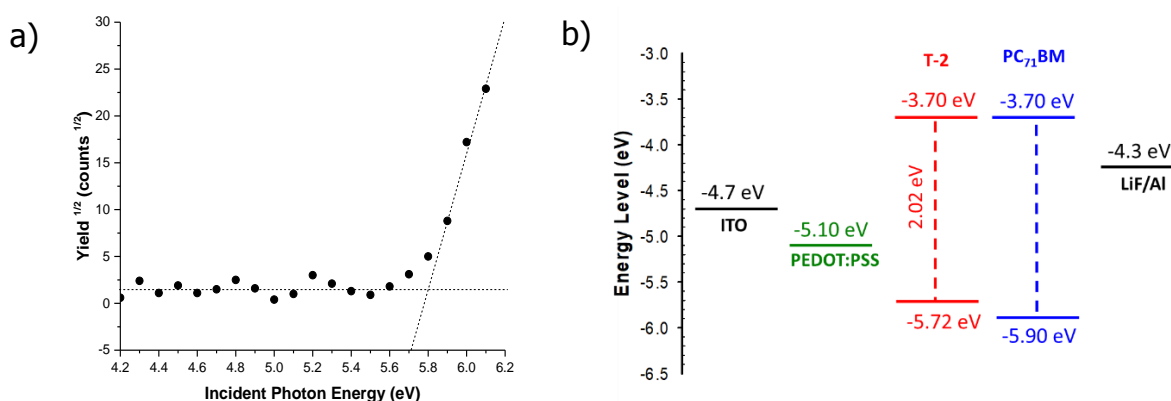 a)
30
25
20
15
10
5
0
-5
Yield ^1/2 (counts ^1/2)
4.2 4.4 4.6 4.8 5.0 5.2 5.4 5.6 5.8 6.0 6.2
Incident Photon Energy (eV)
b)
-3.0
-3.5
-4.0
-4.5
-5.0
-5.5
-6.0
-6.5
Energy Level (eV)
T-2
PC₇₁BM
-3.70 eV
-3.70 eV
-4.3 eV
LiF/Al
-4.7 eV
ITO
2.02 eV
-5.10 eV
PEDOT:PSS
-5.72 eV
-5.90 eV